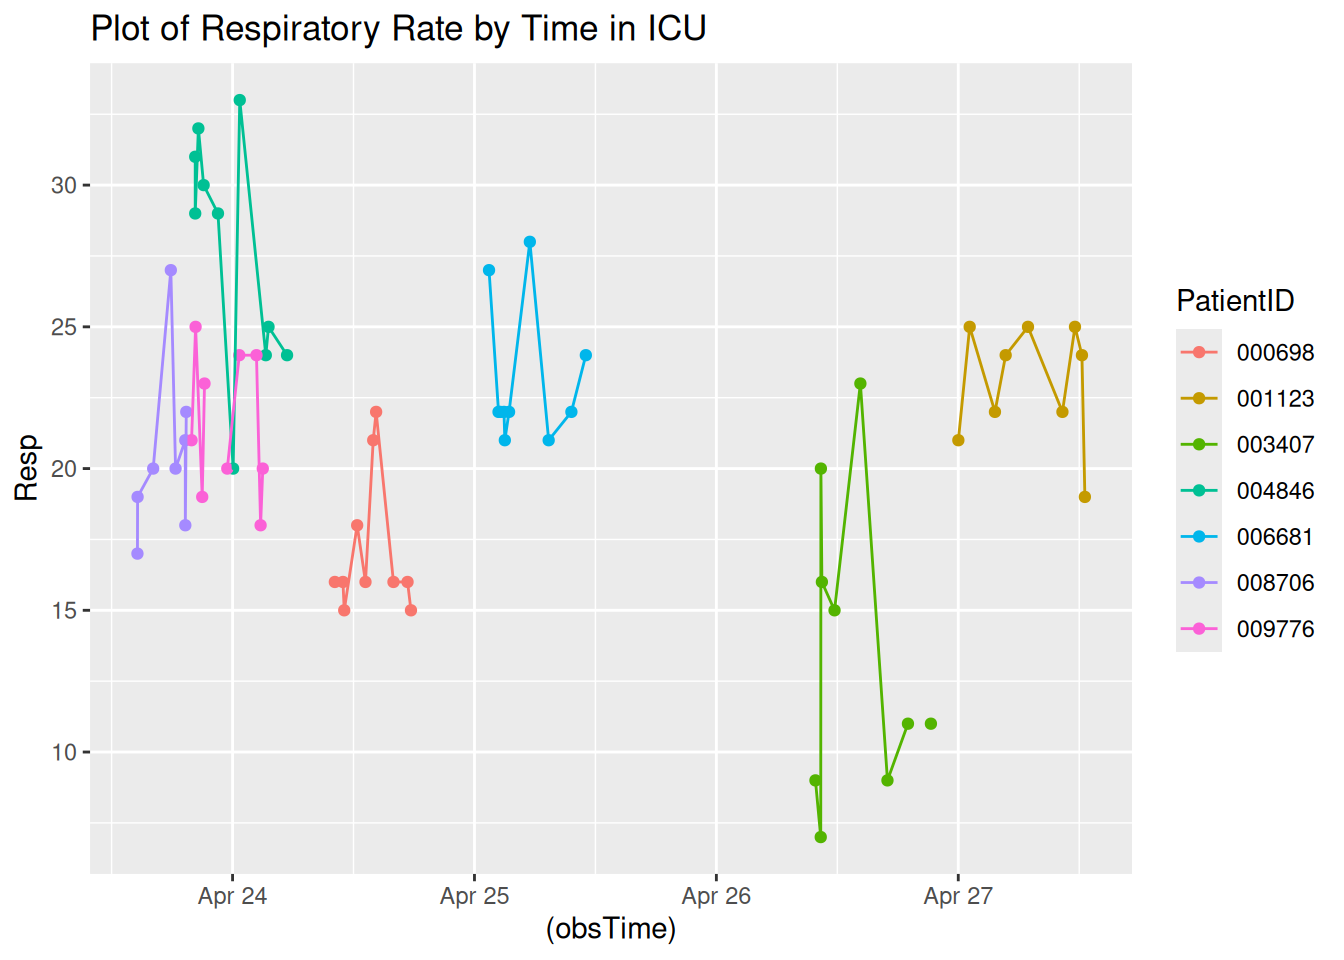 Plot of Respiratory Rate by Time in ICU
30
25
20
15
10
Resp
Apr 24
Apr 25
Apr 26
Apr 27
(obsTime)
PatientID
000698
001123
003407
004846
006681
008706
009776